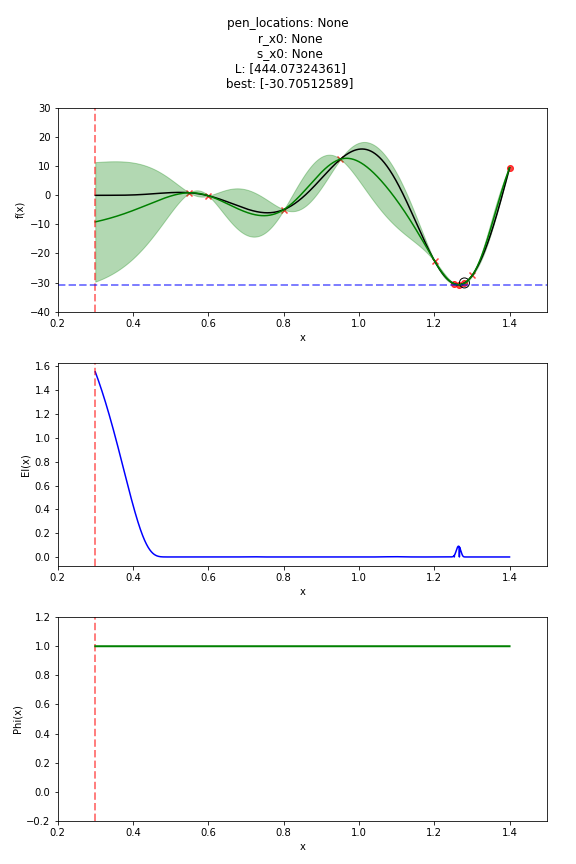 pen_locations: None
r_x0: None
s_x0: None
L: [444.07324361]
best: [-30.70512589]
30
20
10
0
−10
−20
−30
−40
f(x)
0.2 0.4 0.6 0.8 1.0 1.2 1.4
x
1.6
1.4
1.2
1.0
0.8
0.6
0.4
0.2
0.0
EI(x)
0.2 0.4 0.6 0.8 1.0 1.2 1.4
x
1.2
1.0
0.8
0.6
0.4
0.2
0.0
−0.2
Phi(x)
0.2 0.4 0.6 0.8 1.0 1.2 1.4
x